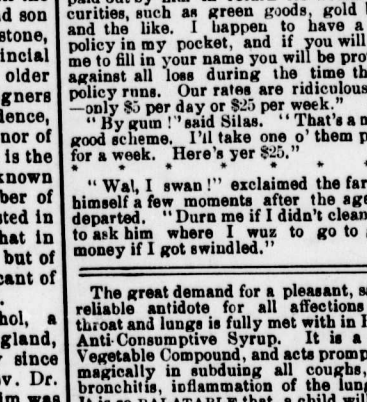 d son
stone,
incial
older
gners
dence,
nor of
is the
known
ber of
sted in
hat in
but of
cant of
hol, a
gland,
since
v. Dr.
im was
curities, such as green goods, gold
and the like. I happen to have a
policy in my pocket, and if you will
me to fill in your name you will be pro
against all loss during the time th
policy runs. Our rates are ridiculous
—only $5 per day or $25 per week."
"By gum!" said Silas. "That's a n
good scheme. I'll take one o' them p
for a week. Here's yer $25."
* * * * * *
"Wal, I swan!" exclaimed the far
himself a few moments after the age
departed. "Durn me if I didn't clean
to ask him where I wuz to go to
money if I got swindled."
The great demand for a pleasant, s
reliable antidote for all affections
throat and lungs is fully met with in
Anti-Consumptive Syrup. It is a
Vegetable Compound, and acts promp
magically in subduing all coughs,
bronchitis, inflammation of the lung